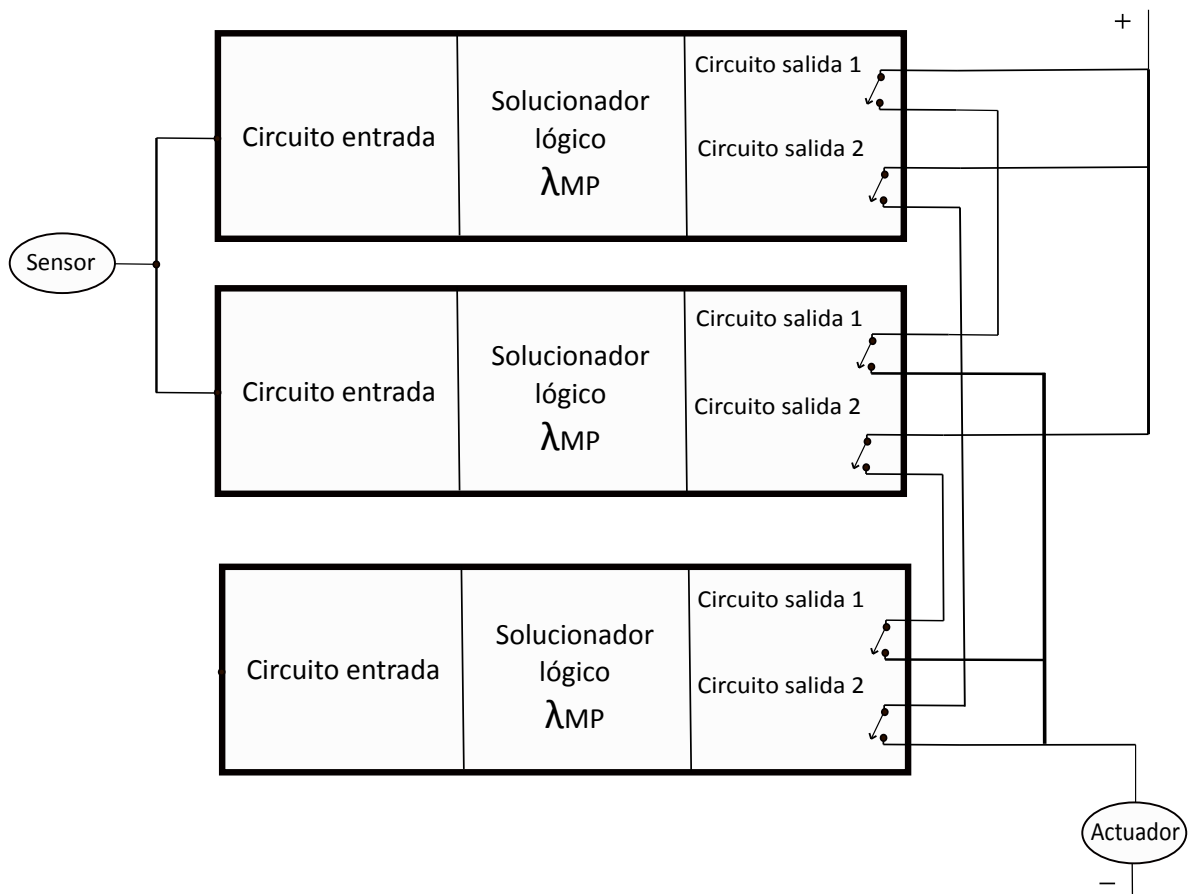 +
Circuito salida 1
Circuito entrada
Solucionador
lógico
λMP
Circuito salida 2
Sensor
Circuito salida 1
Circuito entrada
Solucionador
lógico
λMP
Circuito salida 2
Circuito salida 1
Circuito entrada
Solucionador
lógico
λMP
Circuito salida 2
Actuador
−